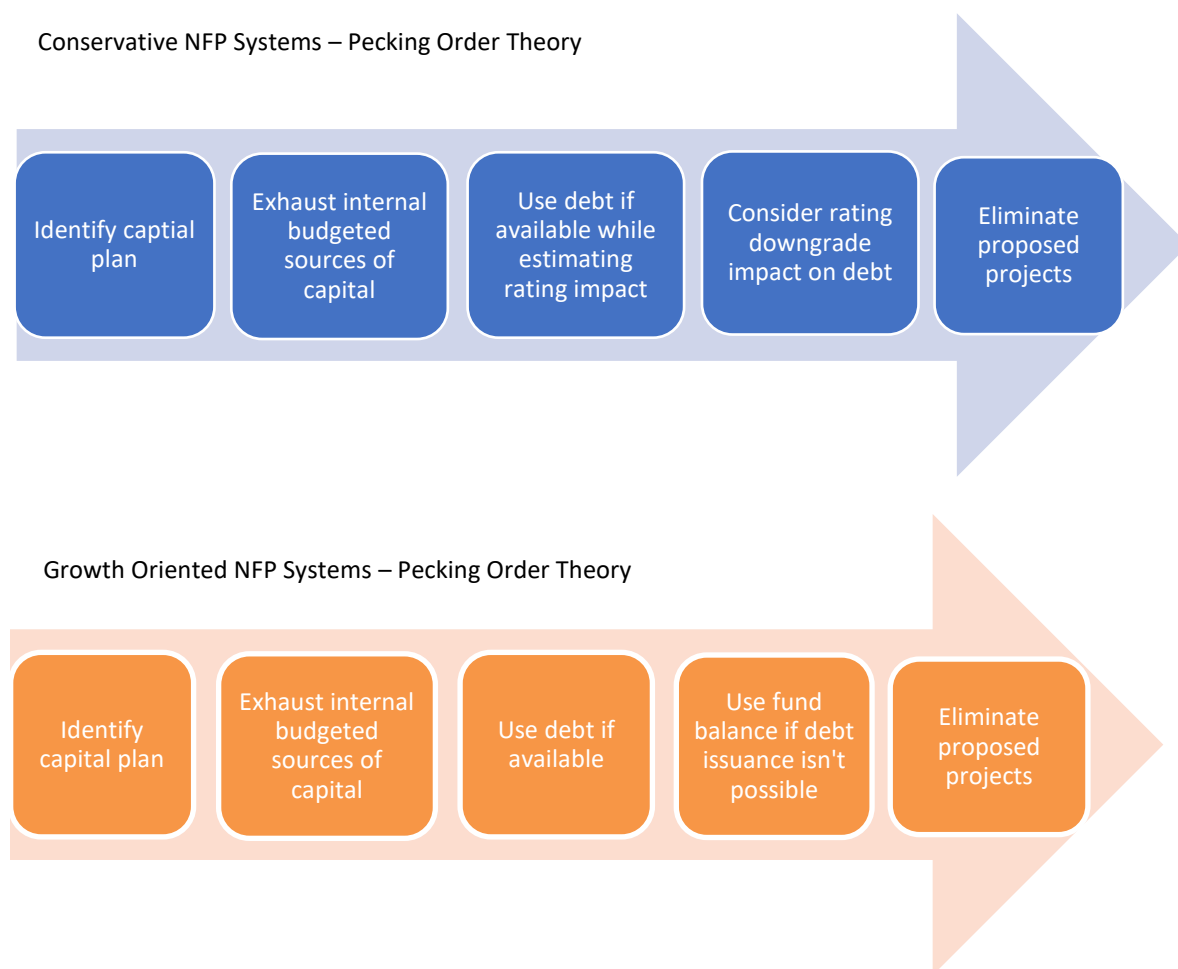 Conservative NFP Systems – Pecking Order Theory
Identify captial
plan
Exhaust internal
budgeted
sources of
capital
Use debt if
available while
estimating
rating impact
Consider rating
downgrade
impact on debt
Eliminate
proposed
projects
Growth Oriented NFP Systems – Pecking Order Theory
Identify
capital plan
Exhaust internal
budgeted
sources of
capital
Use debt if
available
Use fund
balance if debt
issuance isn't
possible
Eliminate
proposed
projects